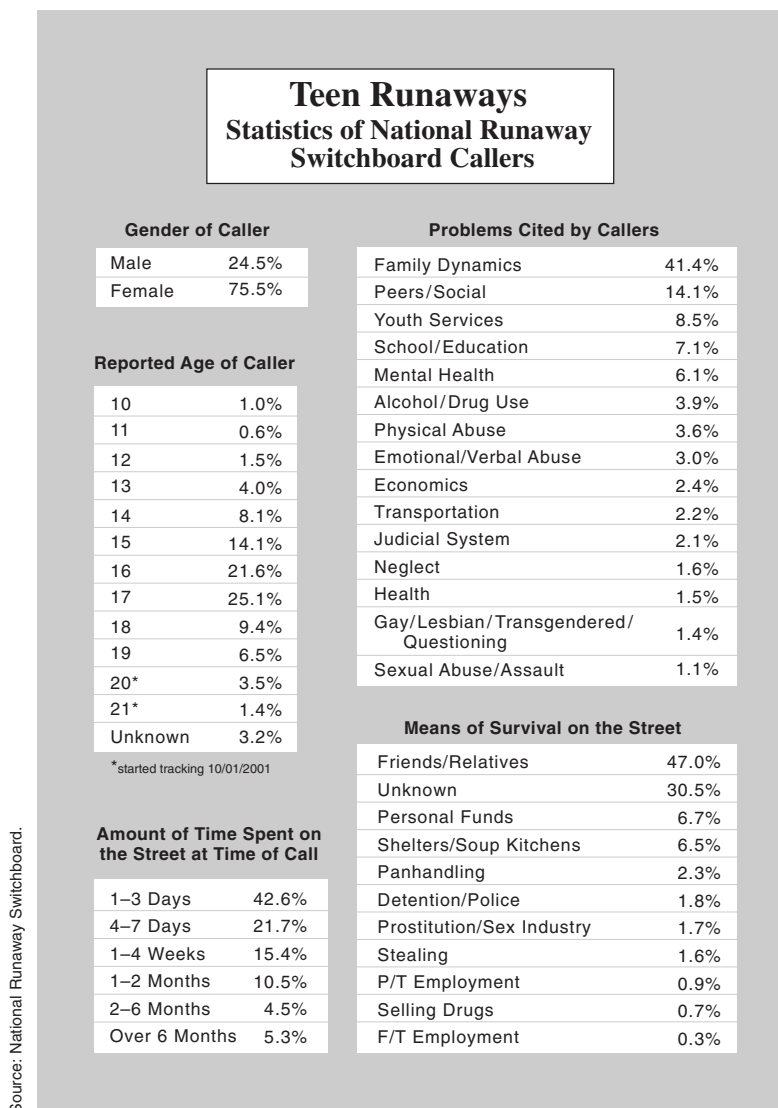 Teen Runaways
Statistics of National Runaway
Switchboard Callers
Gender of Caller
Male 24.5%
Female 75.5%
Reported Age of Caller
10 1.0%
11 0.6%
12 1.5%
13 4.0%
14 8.1%
15 14.1%
16 21.6%
17 25.1%
18 9.4%
19 6.5%
20* 3.5%
21* 1.4%
Unknown 3.2%
*started tracking 10/01/2001
Amount of Time Spent on
the Street at Time of Call
1–3 Days 42.6%
4–7 Days 21.7%
1–4 Weeks 15.4%
1–2 Months 10.5%
2–6 Months 4.5%
Over 6 Months 5.3%
Problems Cited by Callers
Family Dynamics 41.4%
Peers/Social 14.1%
Youth Services 8.5%
School/Education 7.1%
Mental Health 6.1%
Alcohol/Drug Use 3.9%
Physical Abuse 3.6%
Emotional/Verbal Abuse 3.0%
Economics 2.4%
Transportation 2.2%
Judicial System 2.1%
Neglect 1.6%
Health 1.5%
Gay/Lesbian/Transgendered/
Questioning 1.4%
Sexual Abuse/Assault 1.1%
Means of Survival on the Street
Friends/Relatives 47.0%
Unknown 30.5%
Personal Funds 6.7%
Shelters/Soup Kitchens 6.5%
Panhandling 2.3%
Detention/Police 1.8%
Prostitution/Sex Industry 1.7%
Stealing 1.6%
P/T Employment 0.9%
Selling Drugs 0.7%
F/T Employment 0.3%
Source: National Runaway Switchboard.